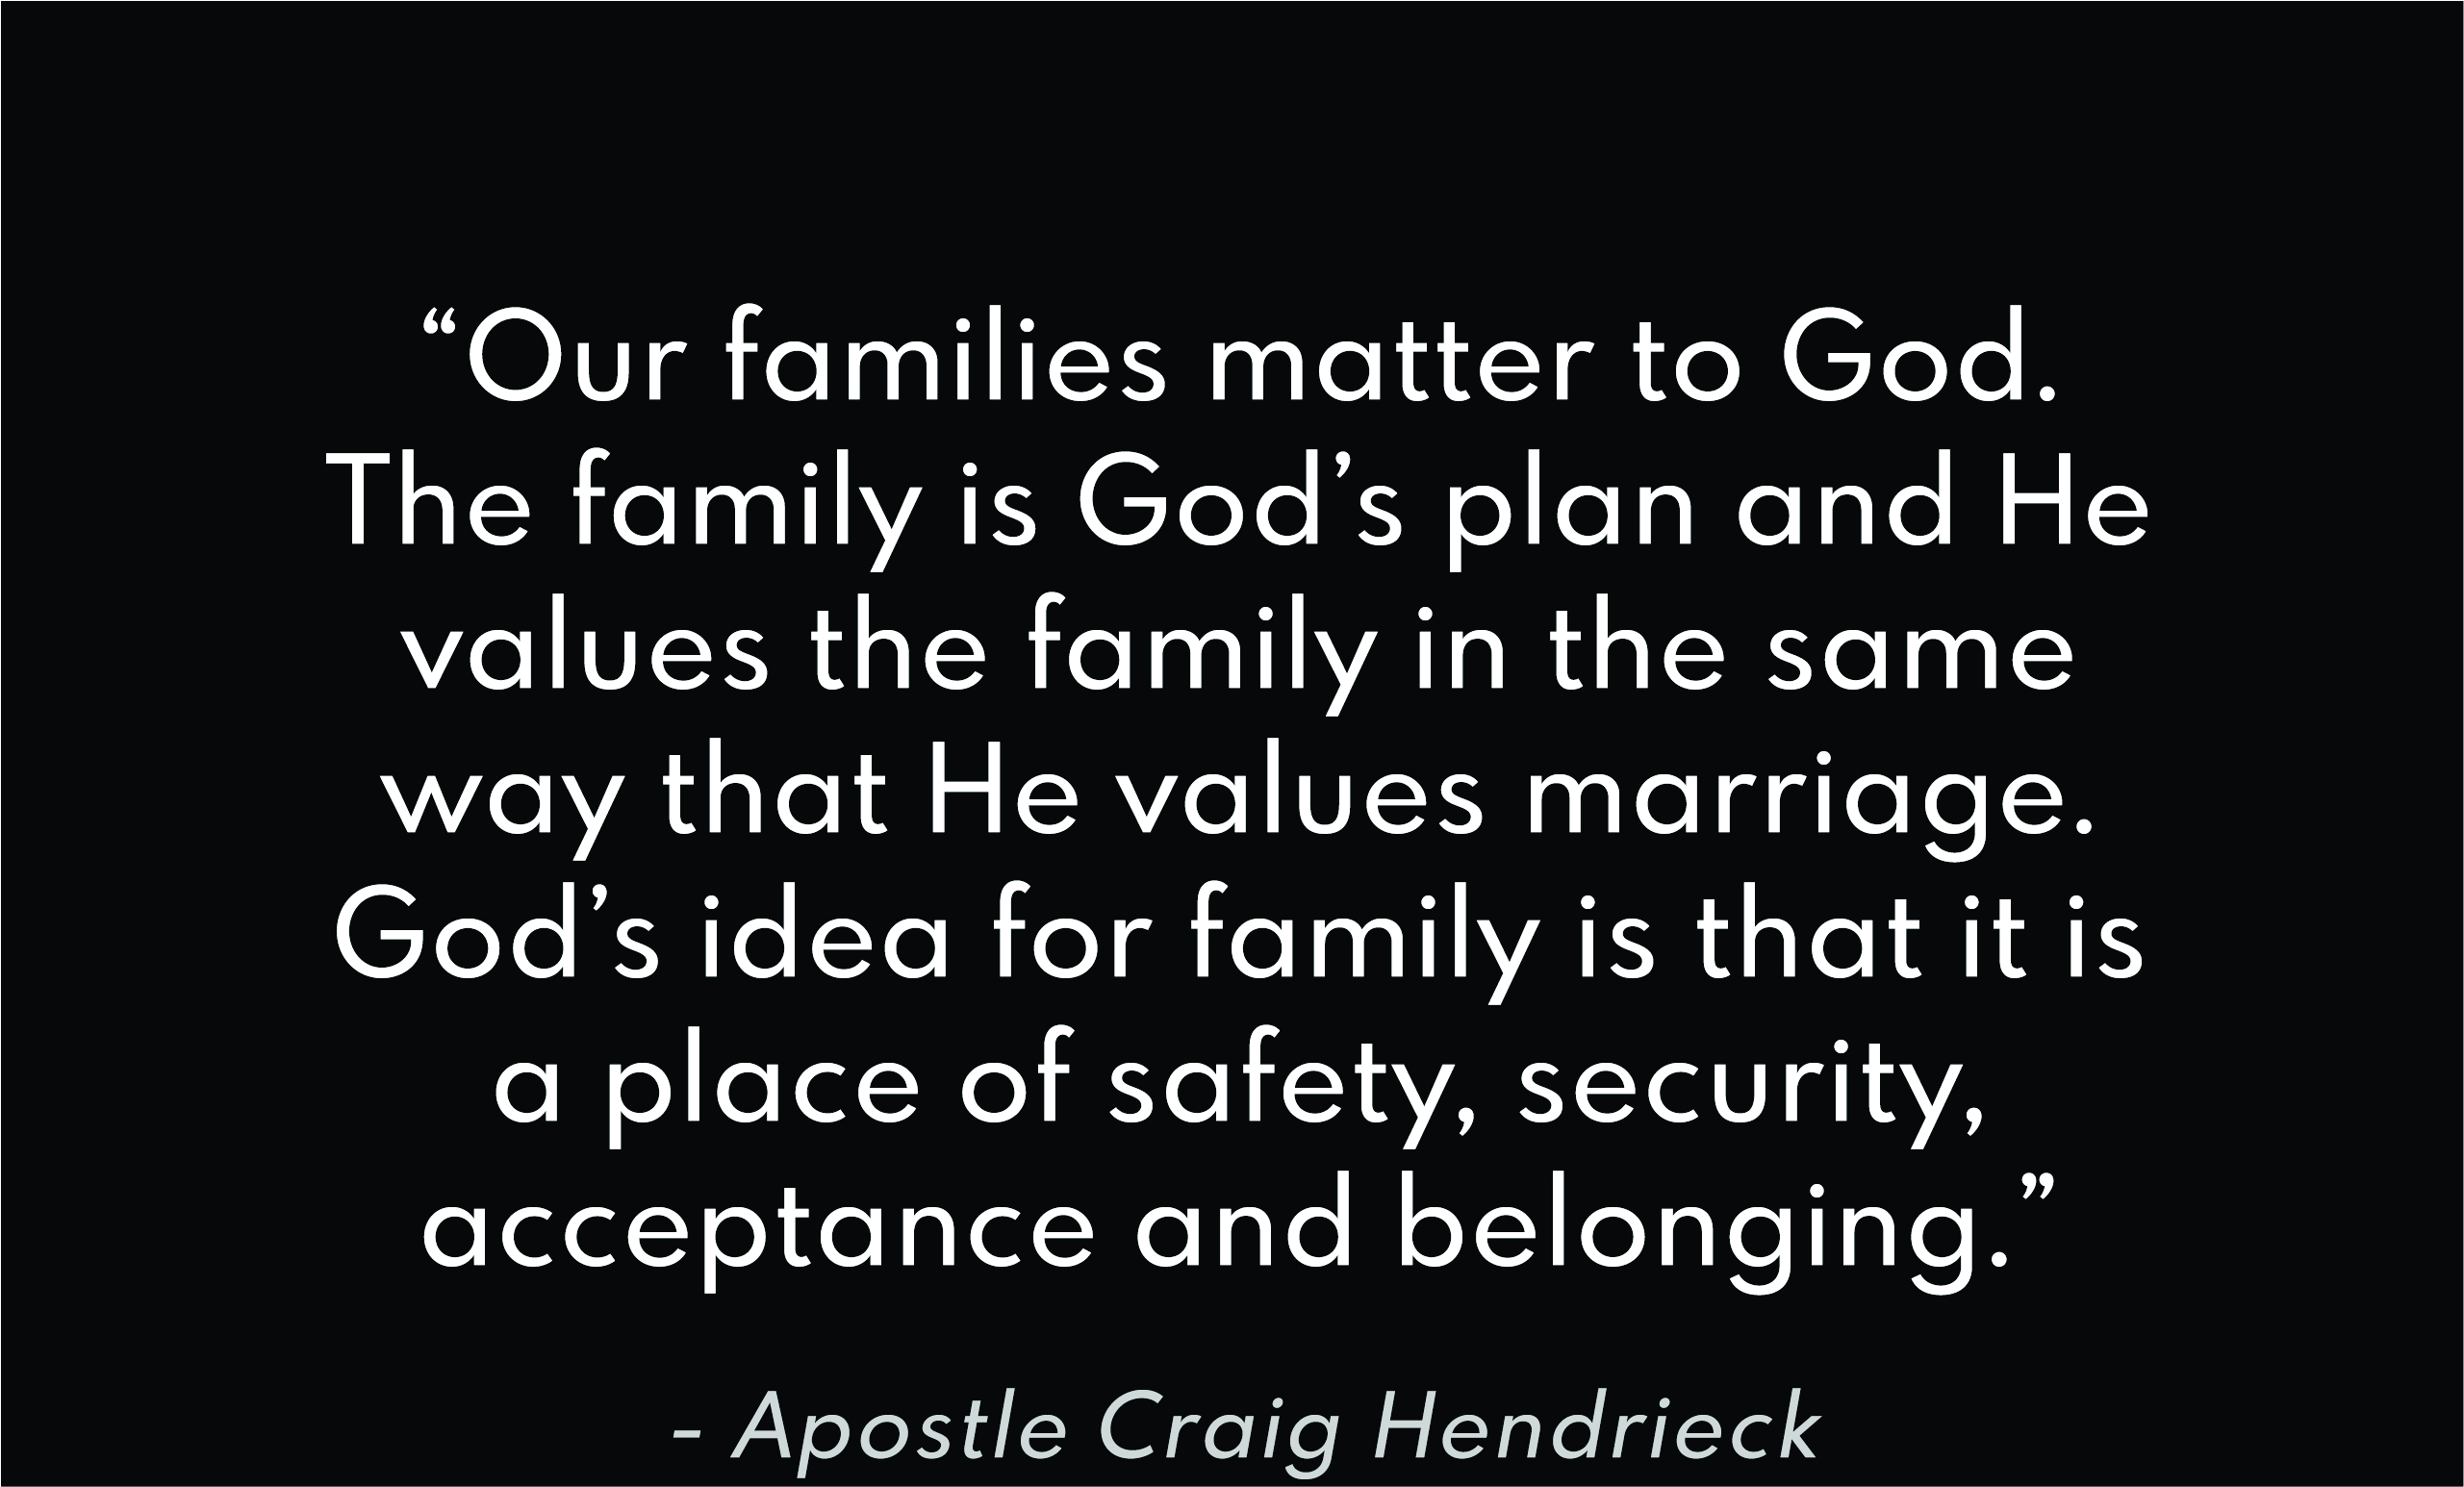 “Our families matter to God.
The family is God’s plan and He
values the family in the same
way that He values marriage.
God’s idea for family is that it is
a place of safety, security,
acceptance and belonging.”
- Apostle Craig Hendrieck